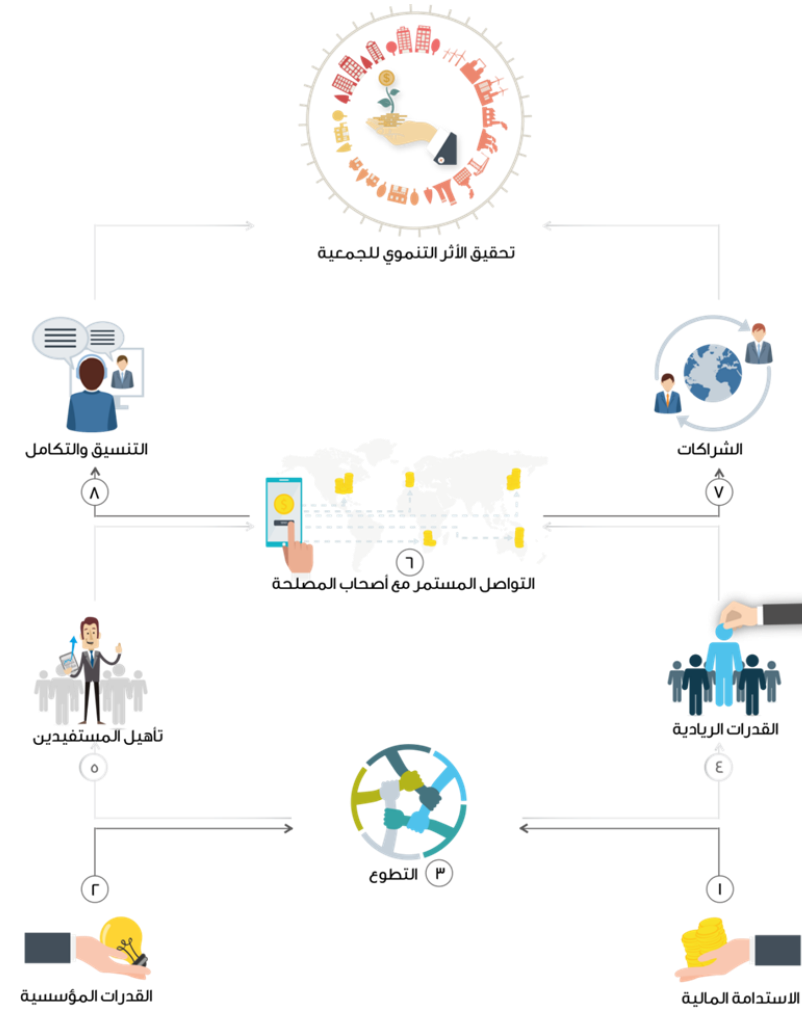 تحقيق الأثر التنموي للجمعية
الشراكات
التنسيق والتكامل
٧
٨
٦
التواصل المستمر مع أصحاب المصلحة
القدرات الريادية
تأهيل المستفيدين
٤
٥
٣ التطوع
١
٢
الاستدامة المالية
القدرات المؤسسية